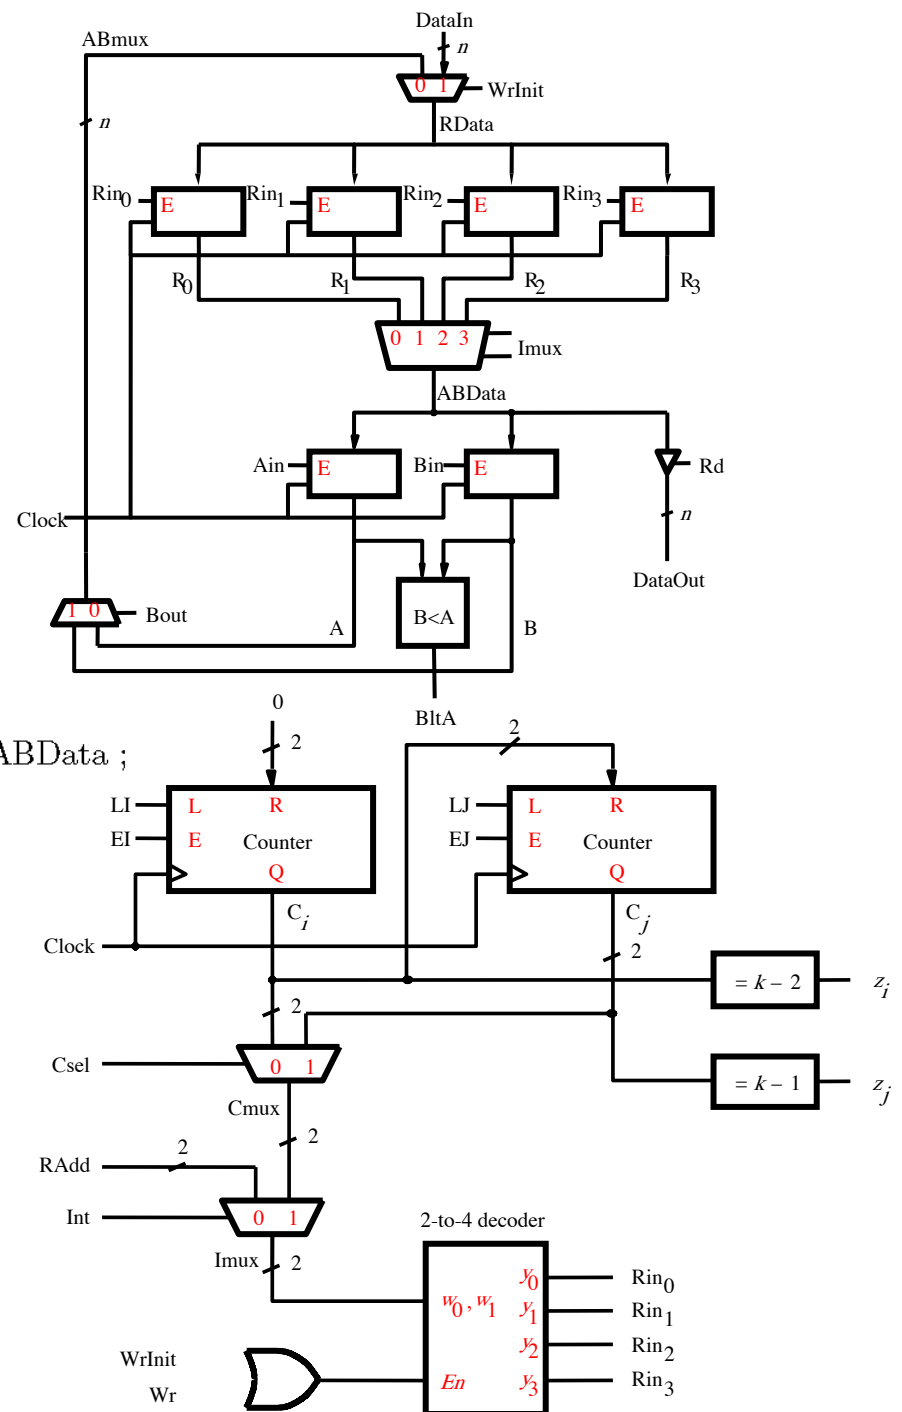 DataIn
ABmux
n
0 1
WrInit
n
RData
Rin0
E
Rin1
E
Rin2
E
Rin3
E
R0
R1
R2
R3
0 1 2 3
Imux
ABData
Ain
E
Bin
E
Rd
Clock
n
DataOut
1 0
Bout
A
B<A
B
BltA
0
2
2
ABData ;
LI
L
R
LJ
L
R
EI
E
Counter
EJ
E
Counter
Q
Q
Ci
Cj
Clock
2
= k – 2
zi
2
Csel
0 1
= k – 1
zj
Cmux
2
RAdd
2
Int
0 1
2-to-4 decoder
Imux
2
y0
Rin0
w0 , w1
y1
Rin1
y2
Rin2
WrInit
En
y3
Rin3
Wr